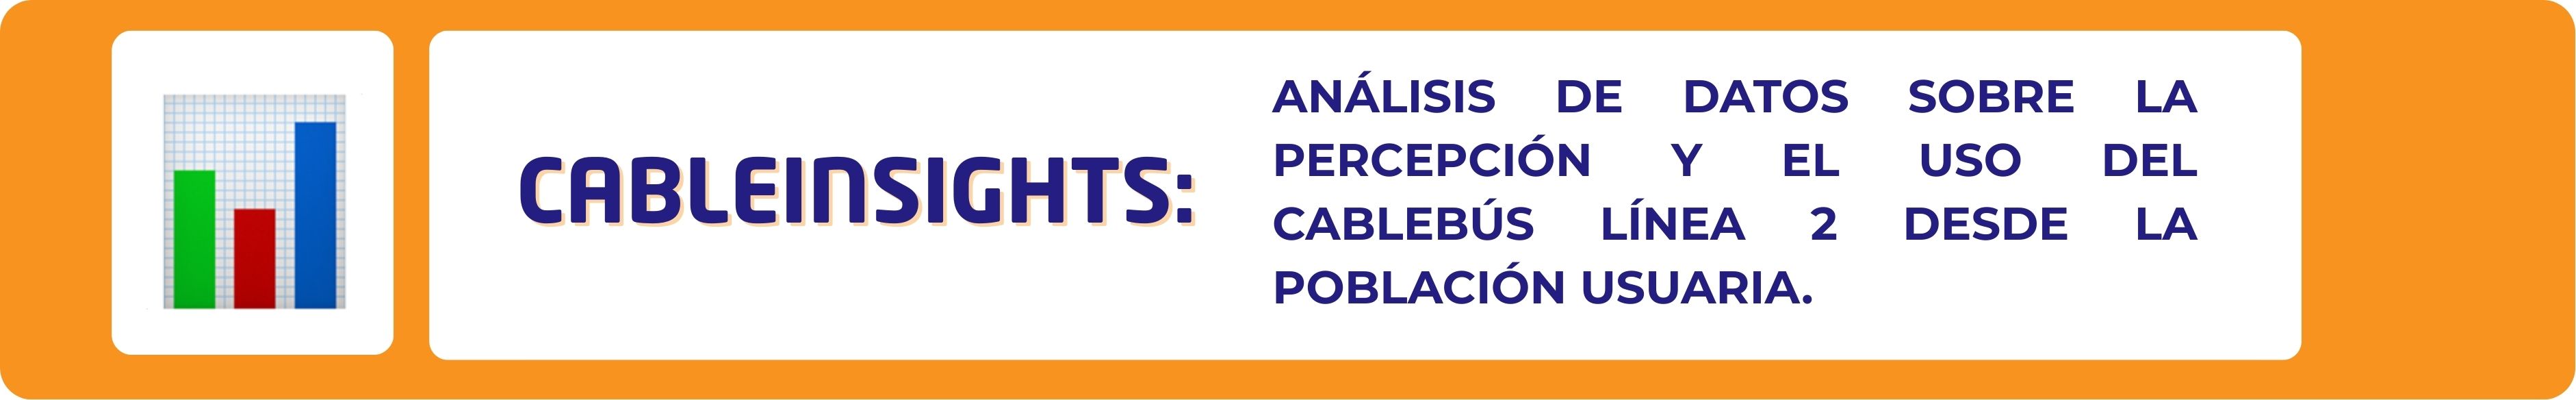 CABLEINSIGHTS:
ANÁLISIS DE DATOS SOBRE LA
PERCEPCIÓN Y EL USO DEL
CABLEBÚS LÍNEA 2 DESDE LA
POBLACIÓN USUARIA.